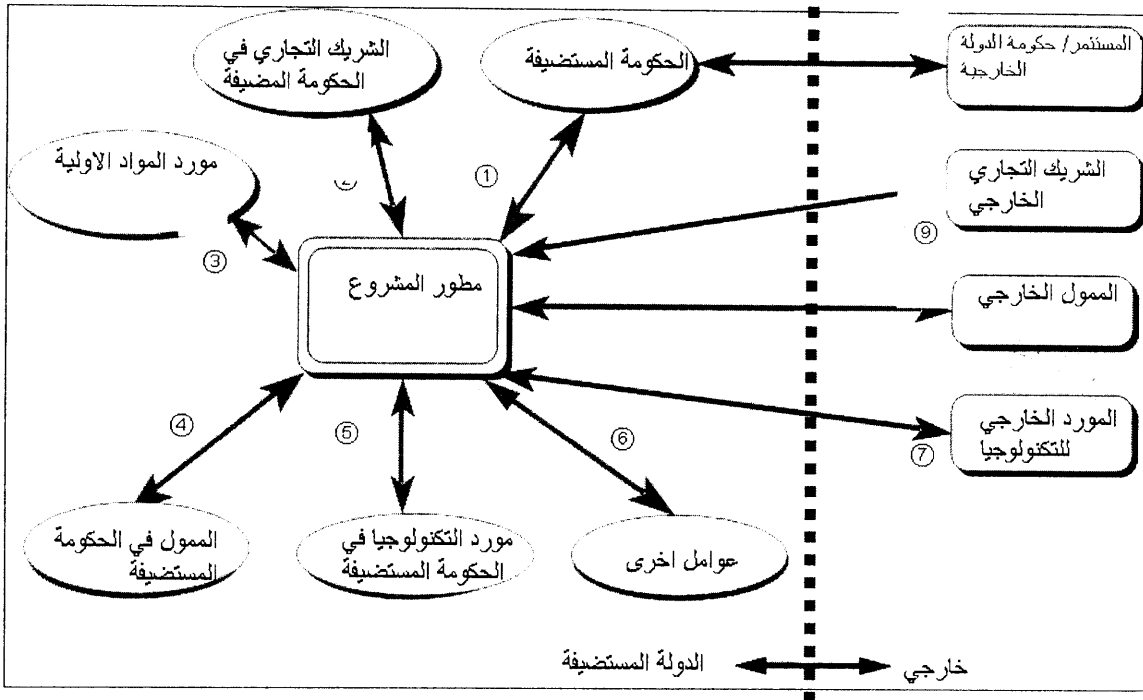 الشريك التجاري في
الحكومة المضيفة
الحكومة المستضيفة
المستثمر/ حكومة الدولة
الخارجية
مورد المواد الاولية
الشريك التجاري
الخارجي
①
③
⑨
مطور المشروع
الممول الخارجي
المورد الخارجي
للتكنولوجيا
④
⑤
⑥
⑦
الممول في الحكومة
المستضيفة
مورد التكنولوجيا في
الحكومة المستضيفة
عوامل اخرى
الدولة المستضيفة
خارجي